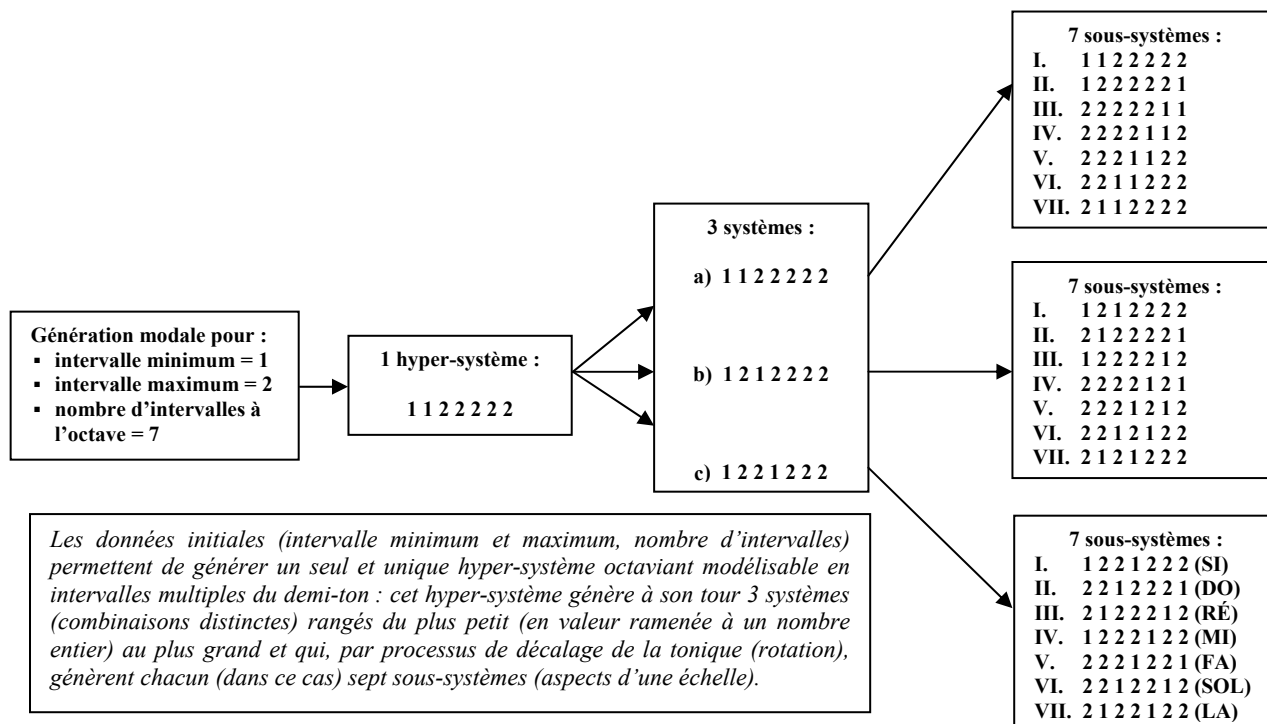 Génération modale pour :
▪ intervalle minimum = 1
▪ intervalle maximum = 2
▪ nombre d'intervalles à
l'octave = 7
1 hyper-système :
1 1 2 2 2 2 2
3 systèmes :
a) 1 1 2 2 2 2 2
b) 1 2 1 2 2 2 2
c) 1 2 2 1 2 2 2
7 sous-systèmes :
I. 1 1 2 2 2 2 2
II. 1 2 2 2 2 2 1
III. 2 2 2 2 2 1 1
IV. 2 2 2 2 1 1 2
V. 2 2 2 1 1 2 2
VI. 2 2 1 1 2 2 2
VII. 2 1 1 2 2 2 2
7 sous-systèmes :
I. 1 2 1 2 2 2 2
II. 2 1 2 2 2 2 1
III. 1 2 2 2 2 1 2
IV. 2 2 2 2 1 2 1
V. 2 2 2 1 2 1 2
VI. 2 2 1 2 1 2 2
VII. 2 1 2 1 2 2 2
7 sous-systèmes :
I. 1 2 2 1 2 2 2 (SI)
II. 2 2 1 2 2 2 1 (DO)
III. 2 1 2 2 2 1 2 (RÉ)
IV. 1 2 2 2 1 2 2 (MI)
V. 2 2 2 1 2 2 1 (FA)
VI. 2 2 1 2 2 1 2 (SOL)
VII. 2 1 2 2 1 2 2 (LA)
Les données initiales (intervalle minimum et maximum, nombre d'intervalles)
permettent de générer un seul et unique hyper-système octaviant modélisable en
intervalles multiples du demi-ton : cet hyper-système génère à son tour 3 systèmes
(combinaisons distinctes) rangés du plus petit (en valeur ramenée à un nombre
entier) au plus grand et qui, par processus de décalage de la tonique (rotation),
génèrent chacun (dans ce cas) sept sous-systèmes (aspects d'une échelle).